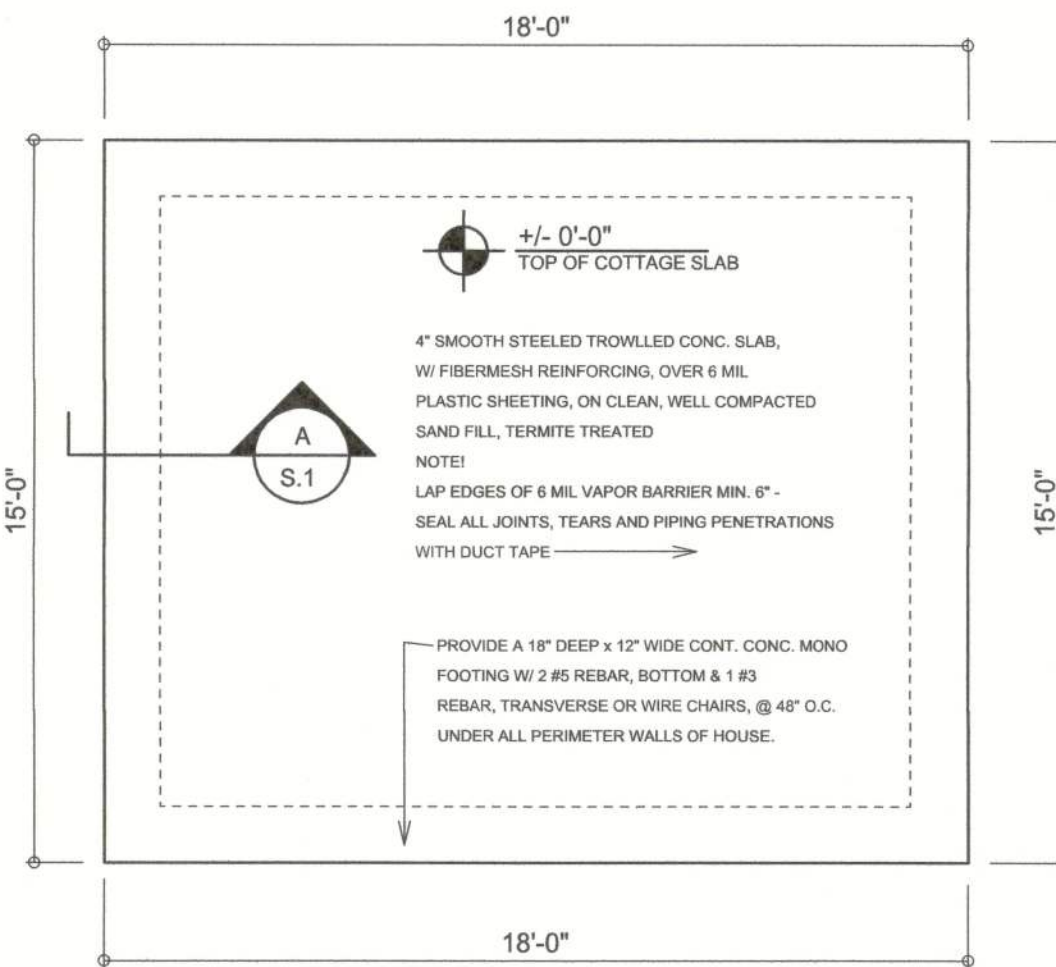 18'-0"
+/- 0'-0"
TOP OF COTTAGE SLAB
4" SMOOTH STEELED TROWLLED CONC. SLAB,
W/ FIBERMESH REINFORCING, OVER 6 MIL
PLASTIC SHEETING, ON CLEAN, WELL COMPACTED
SAND FILL, TERMITE TREATED
NOTE!
LAP EDGES OF 6 MIL VAPOR BARRIER MIN. 6" -
SEAL ALL JOINTS, TEARS AND PIPING PENETRATIONS
WITH DUCT TAPE
A
S.1
15'-0"
15'-0"
PROVIDE A 18" DEEP x 12" WIDE CONT. CONC. MONO
FOOTING W/ 2 #5 REBAR, BOTTOM & 1 #3
REBAR, TRANSVERSE OR WIRE CHAIRS, @ 48" O.C.
UNDER ALL PERIMETER WALLS OF HOUSE.
18'-0"